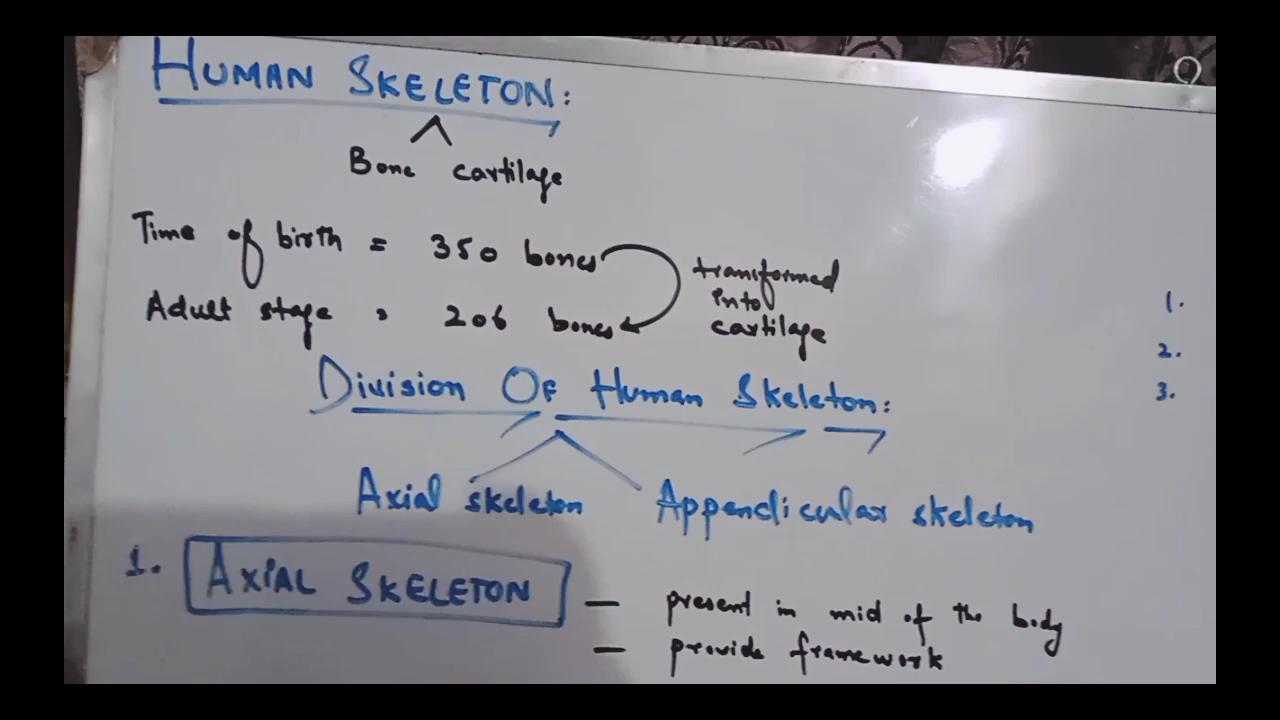 HUMAN SKELETON:
Bone cartilage
Time of birth = 350 bones
transformed
into
cartilage
Adult stage = 206 bones
Division Of Human Skeleton:
Axial skeleton Appendicular skeleton
1. AXIAL SKELETON
— present in mid of the body
— provide framework
1.
2.
3.